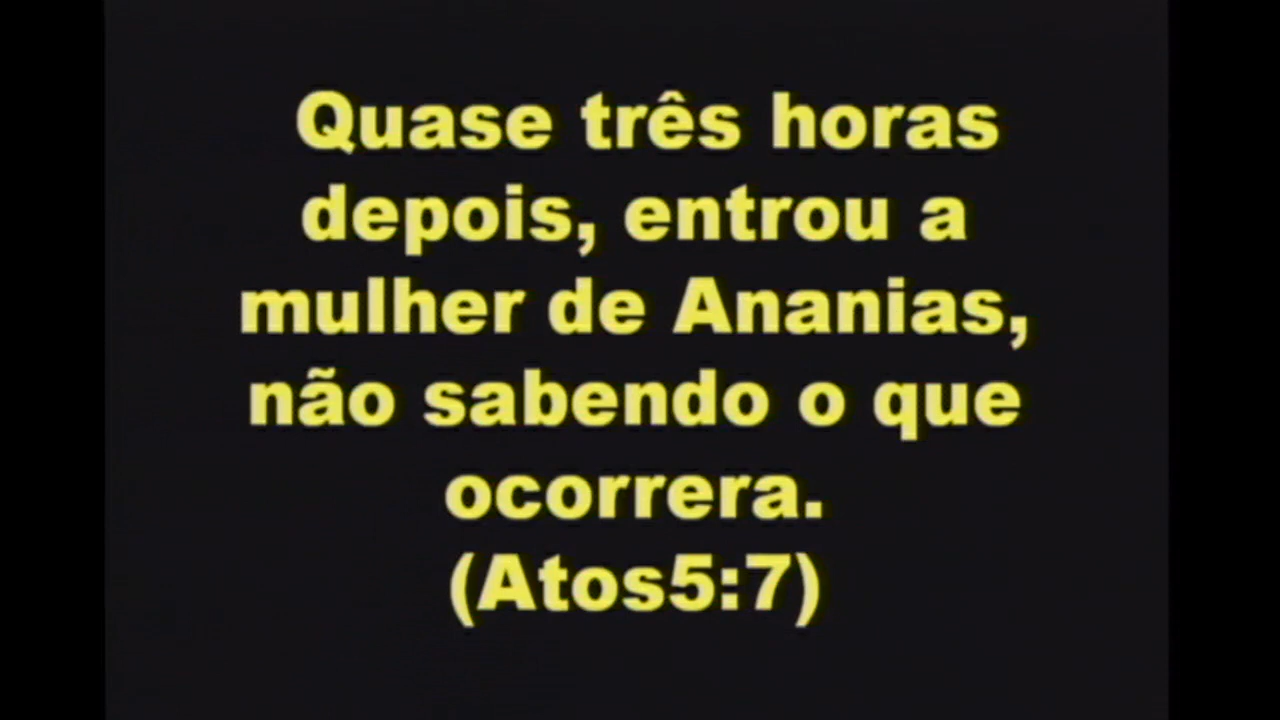 Quase três horas
depois, entrou a
mulher de Ananias,
não sabendo o que
ocorrera.
(Atos5:7)